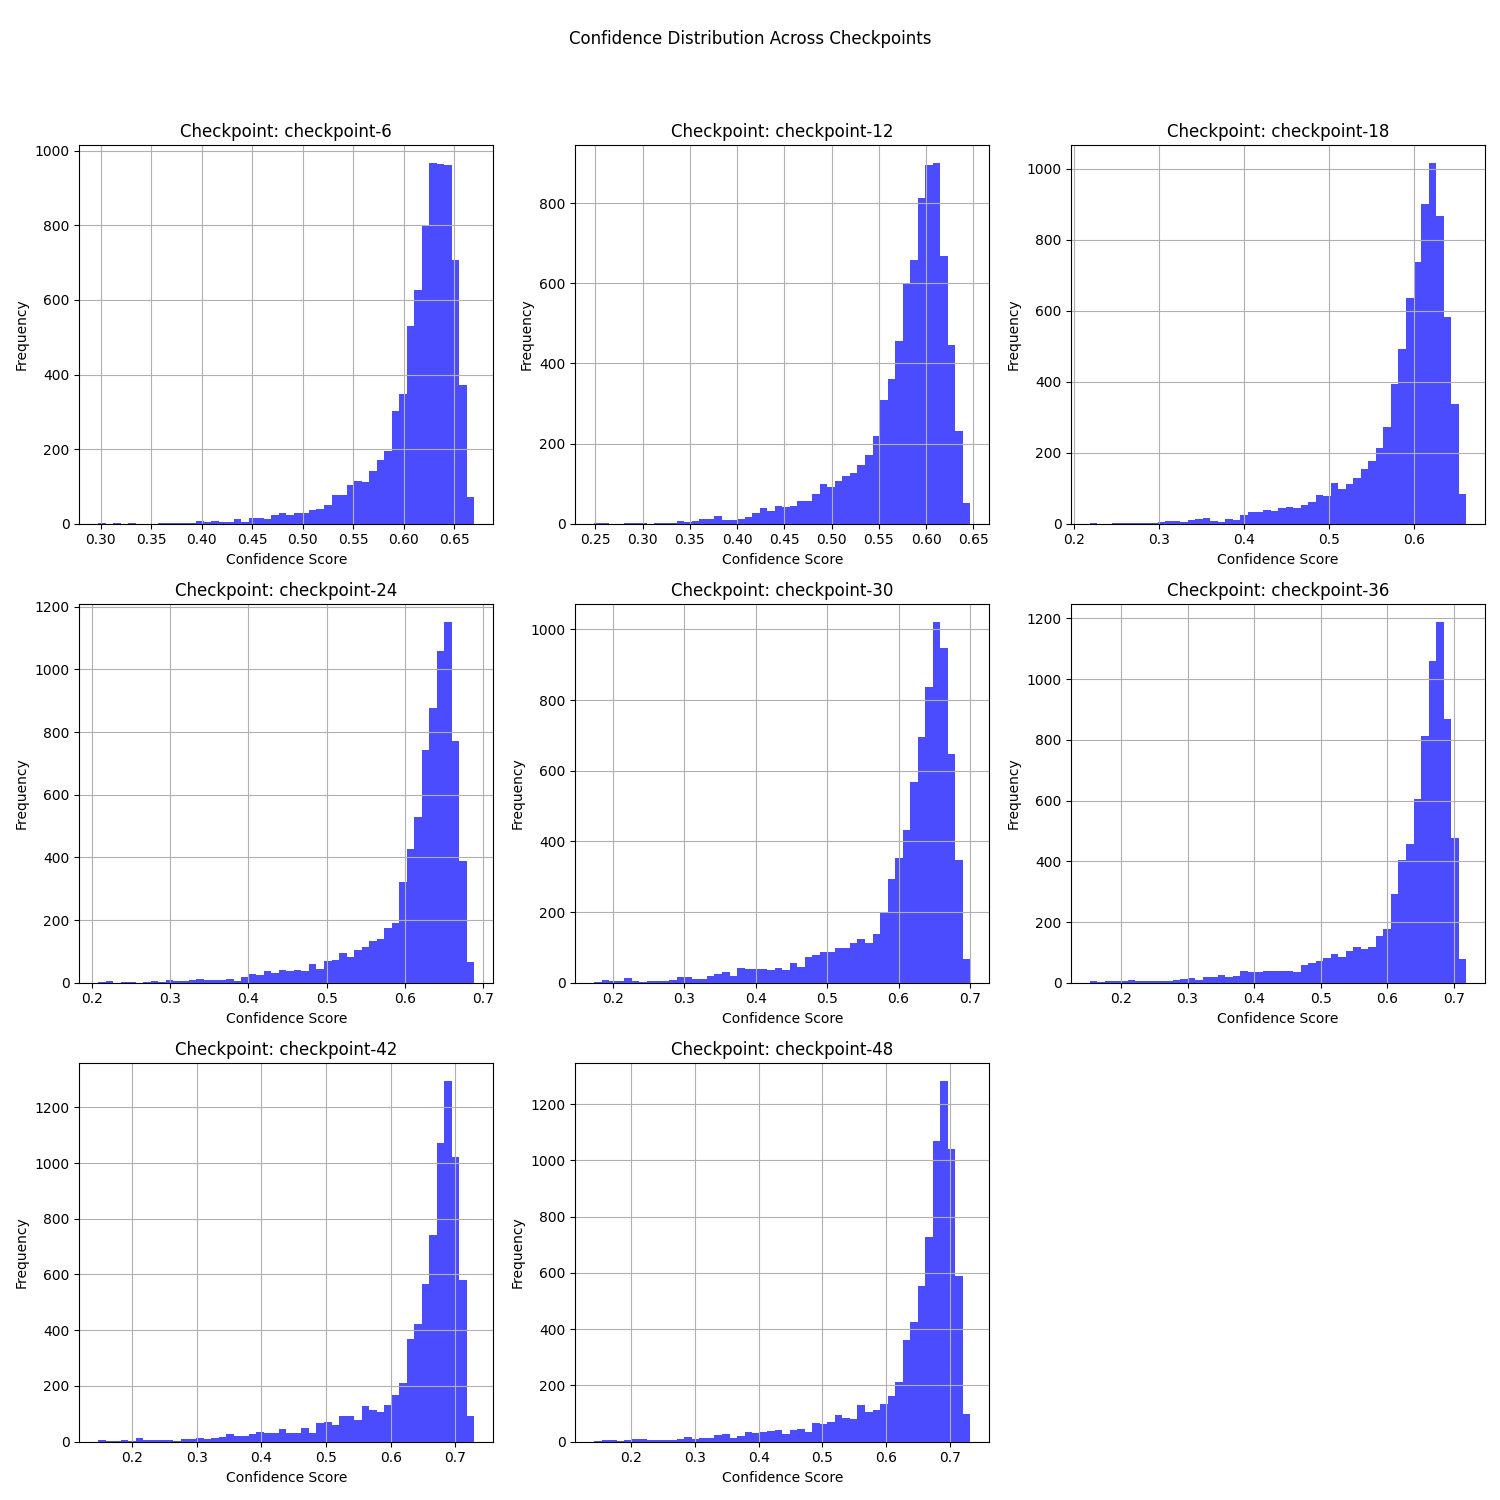 Confidence Distribution Across Checkpoints
Checkpoint: checkpoint-6
1000
800
600
400
200
0
Frequency
0.30 0.35 0.40 0.45 0.50 0.55 0.60 0.65
Confidence Score
Checkpoint: checkpoint-12
800
600
400
200
0
Frequency
0.25 0.30 0.35 0.40 0.45 0.50 0.55 0.60 0.65
Confidence Score
Checkpoint: checkpoint-18
1000
800
600
400
200
0
Frequency
0.2 0.3 0.4 0.5 0.6
Confidence Score
Checkpoint: checkpoint-24
1200
1000
800
600
400
200
0
Frequency
0.2 0.3 0.4 0.5 0.6 0.7
Confidence Score
Checkpoint: checkpoint-30
1000
800
600
400
200
0
Frequency
0.2 0.3 0.4 0.5 0.6 0.7
Confidence Score
Checkpoint: checkpoint-36
1200
1000
800
600
400
200
0
Frequency
0.2 0.3 0.4 0.5 0.6 0.7
Confidence Score
Checkpoint: checkpoint-42
1200
1000
800
600
400
200
0
Frequency
0.2 0.3 0.4 0.5 0.6 0.7
Confidence Score
Checkpoint: checkpoint-48
1200
1000
800
600
400
200
0
Frequency
0.2 0.3 0.4 0.5 0.6 0.7
Confidence Score